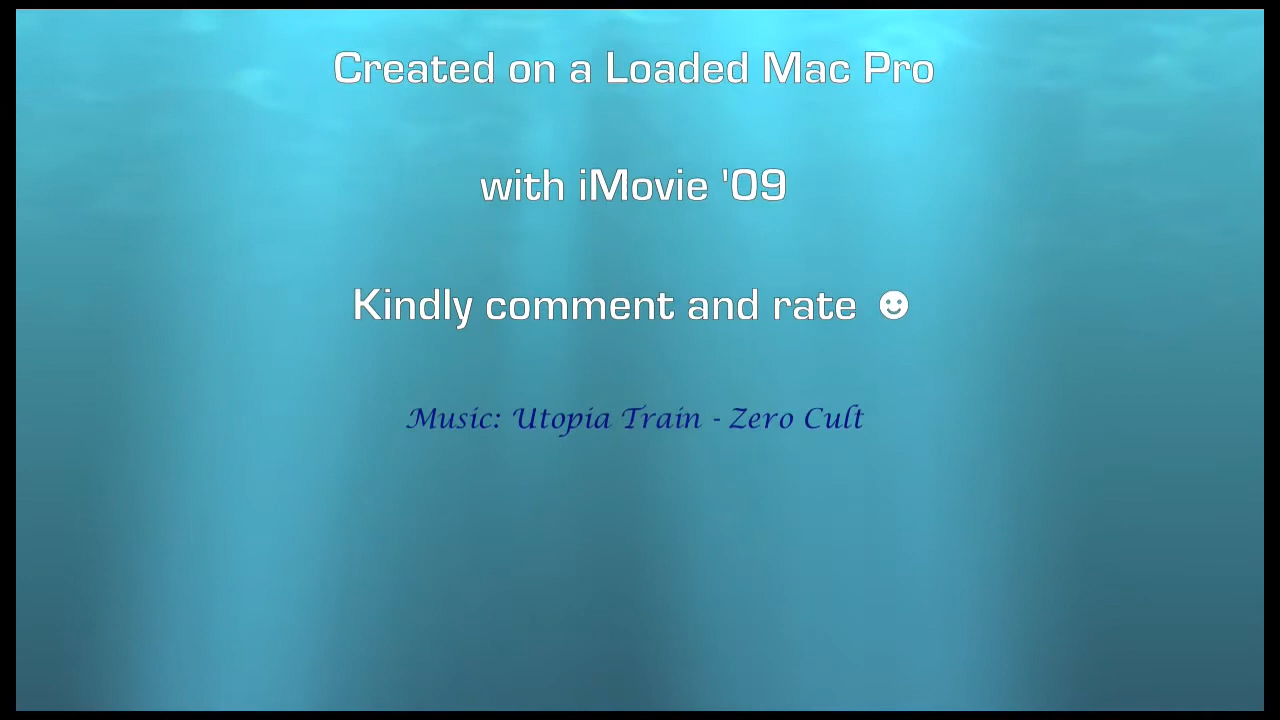 Created on a Loaded Mac Pro
with iMovie '09
Kindly comment and rate ☻
Music: Utopia Train - Zero Cult